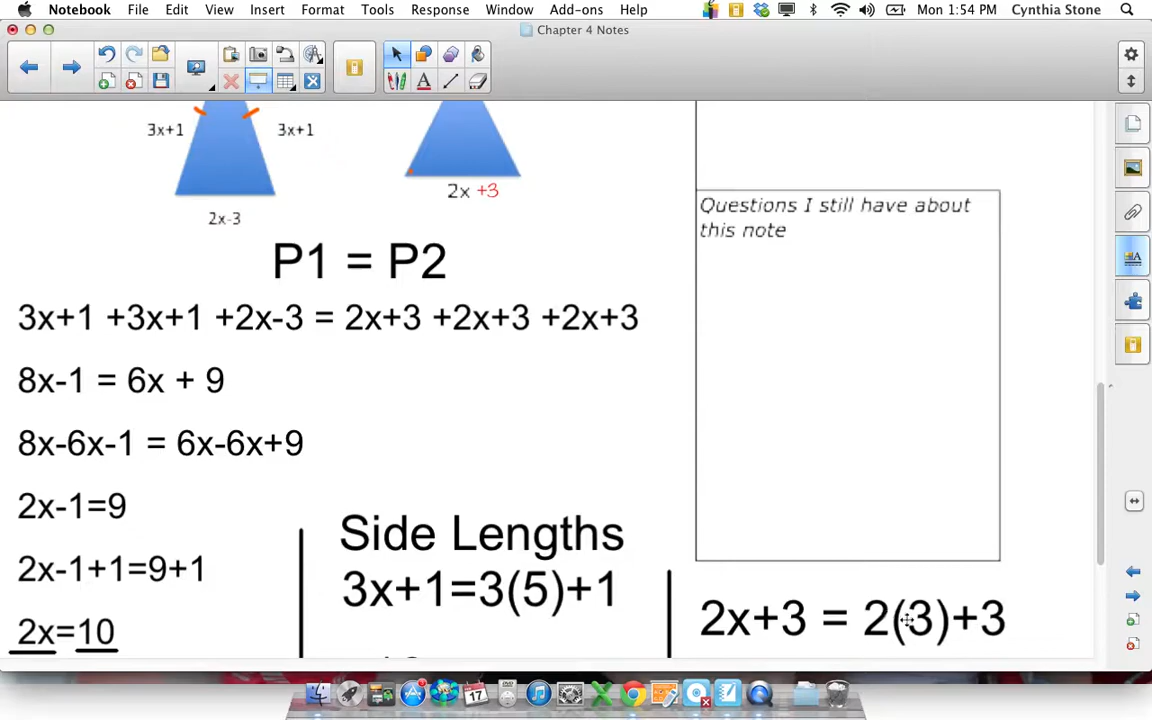 Notebook File Edit View Insert Format Tools Response Window Add-ons Help Mon 1:54 PM Cynthia Stone
Chapter 4 Notes
3x+1 3x+1
2x +3
2x-3
Questions I still have about
this note
P1 = P2
3x+1 +3x+1 +2x-3 = 2x+3 +2x+3 +2x+3
8x-1 = 6x + 9
8x-6x-1 = 6x-6x+9
2x-1=9
2x-1+1=9+1
2x=10
Side Lengths
3x+1=3(5)+1
2x+3 = 2(3)+3
17